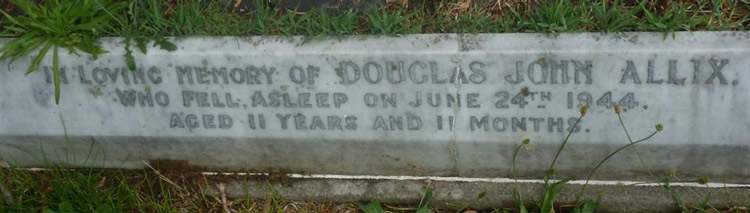 IN LOVING MEMORY OF DOUGLAS JOHN ALLIX.
WHO FELL ASLEEP ON JUNE 24TH 1944.
AGED 11 YEARS AND 11 MONTHS.